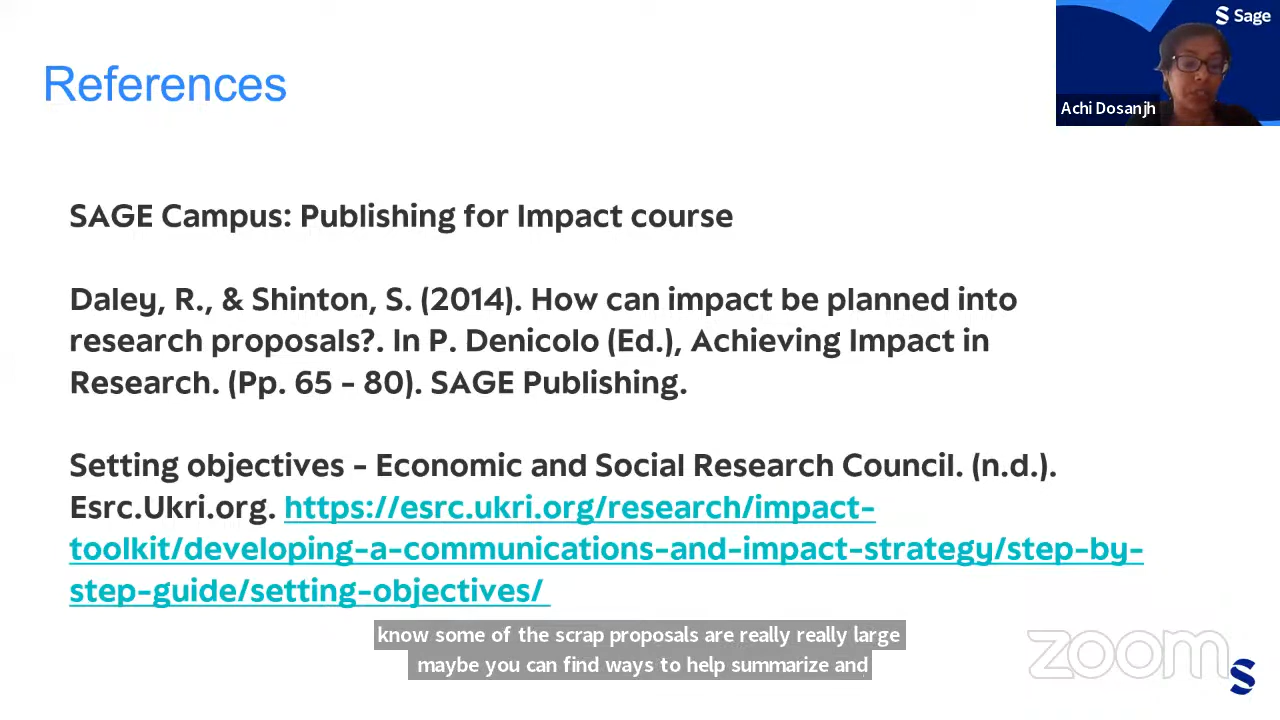 Sage
References
Achi Dosanjh
SAGE Campus: Publishing for Impact course
Daley, R., & Shinton, S. (2014). How can impact be planned into
research proposals?. In P. Denicolo (Ed.), Achieving Impact in
Research. (Pp. 65 - 80). SAGE Publishing.
Setting objectives - Economic and Social Research Council. (n.d.).
Esrc.Ukri.org. https://esrc.ukri.org/research/impact-
toolkit/developing-a-communications-and-impact-strategy/step-by-
step-guide/setting-objectives/
know some of the scrap proposals are really really large
maybe you can find ways to help summarize and
zoom